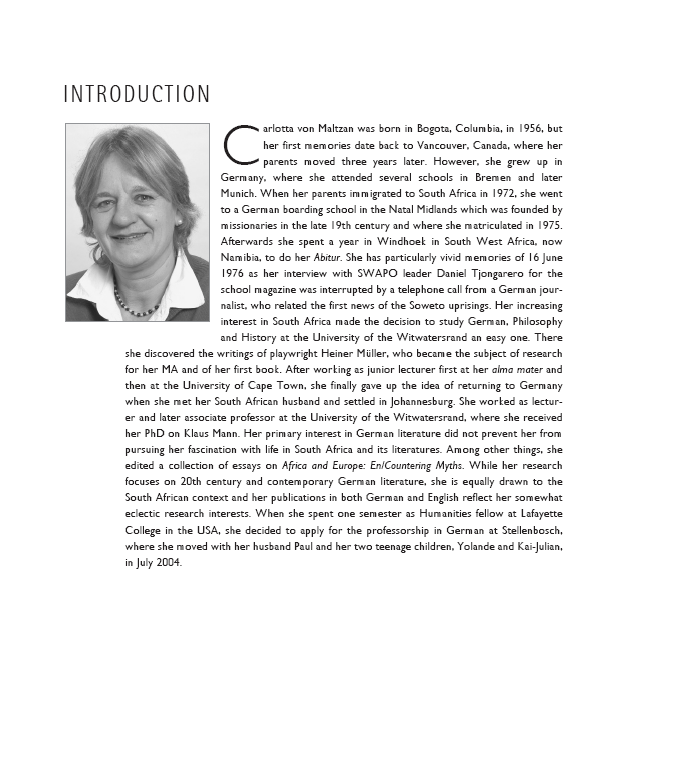 INTRODUCTION
Carlotta von Maltzan was born in Bogota, Columbia, in 1956, but
her first memories date back to Vancouver, Canada, where her
parents moved three years later. However, she grew up in
Germany, where she attended several schools in Bremen and later
Munich. When her parents immigrated to South Africa in 1972, she went
to a German boarding school in the Natal Midlands which was founded by
missionaries in the late 19th century and where she matriculated in 1975.
Afterwards she spent a year in Windhoek in South West Africa, now
Namibia, to do her Abitur. She has particularly vivid memories of 16 June
1976 as her interview with SWAPO leader Daniel Tjongarero for the
school magazine was interrupted by a telephone call from a German jour-
nalist, who related the first news of the Soweto uprisings. Her increasing
interest in South Africa made the decision to study German, Philosophy
and History at the University of the Witwatersrand an easy one. There
she discovered the writings of playwright Heiner Müller, who became the subject of research
for her MA and of her first book. After working as junior lecturer first at her alma mater and
then at the University of Cape Town, she finally gave up the idea of returning to Germany
when she met her South African husband and settled in Johannesburg. She worked as lectur-
er and later associate professor at the University of the Witwatersrand, where she received
her PhD on Klaus Mann. Her primary interest in German literature did not prevent her from
pursuing her fascination with life in South Africa and its literatures. Among other things, she
edited a collection of essays on Africa and Europe: En/Countering Myths. While her research
focuses on 20th century and contemporary German literature, she is equally drawn to the
South African context and her publications in both German and English reflect her somewhat
eclectic research interests. When she spent one semester as Humanities fellow at Lafayette
College in the USA, she decided to apply for the professorship in German at Stellenbosch,
where she moved with her husband Paul and her two teenage children, Yolande and Kai-Julian,
in July 2004.